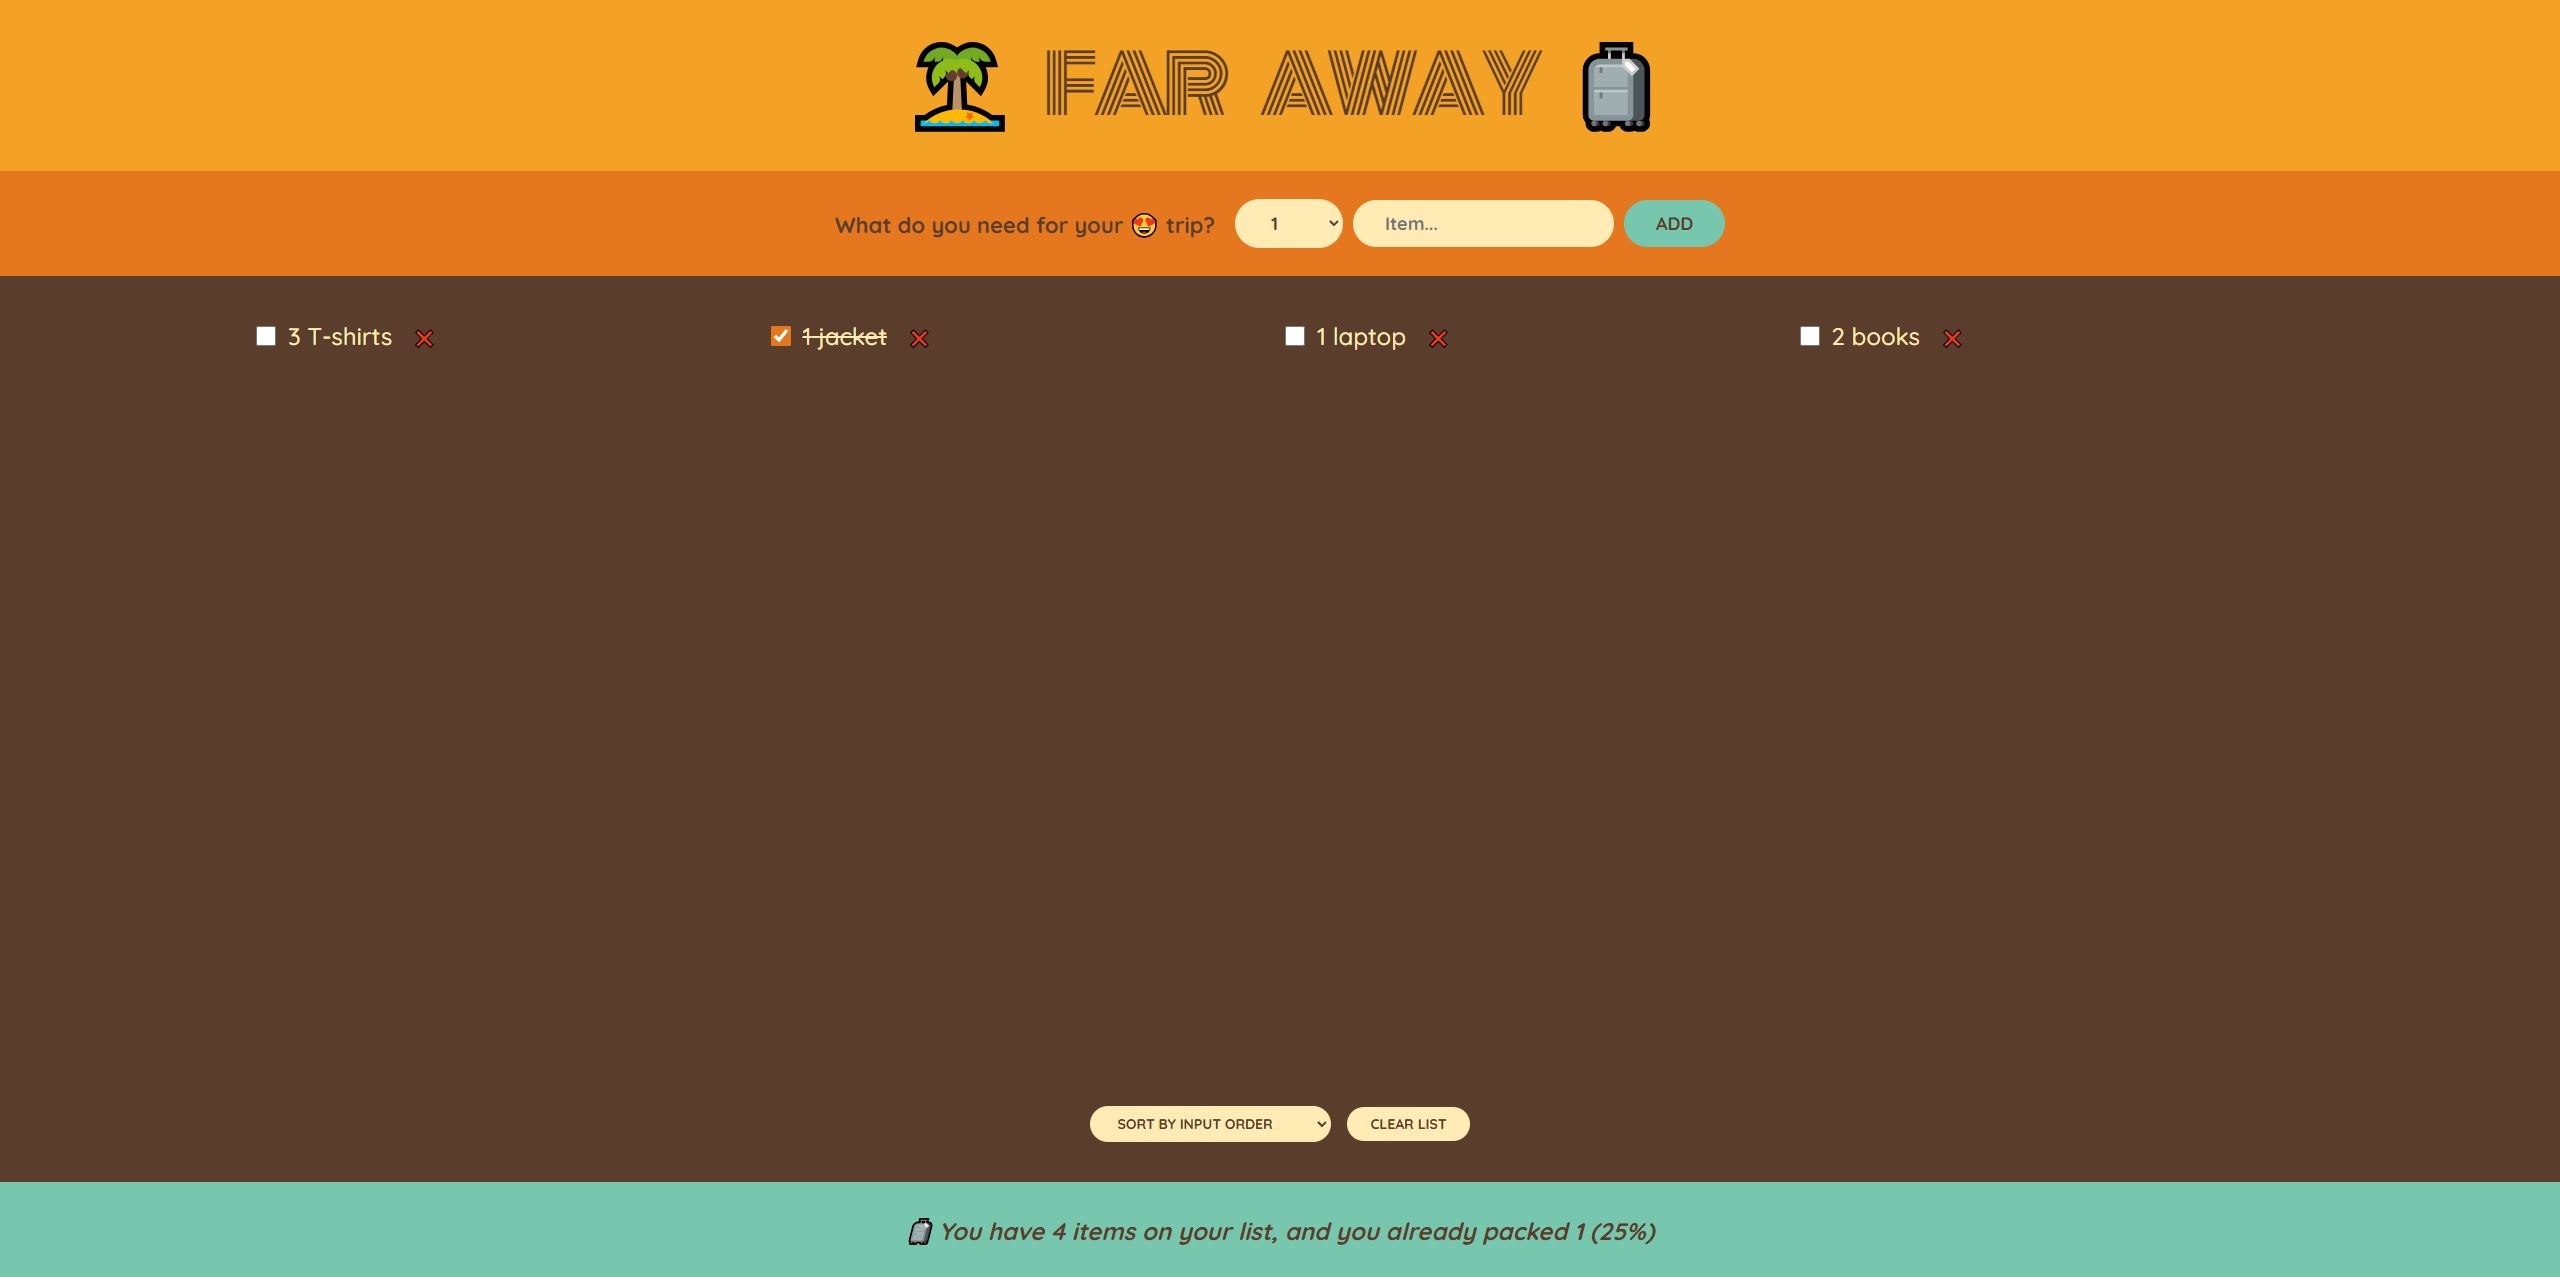 🏝️ FAR AWAY 🧳
What do you need for your 😍 trip? 1 Item... ADD
3 T-shirts ❌ 1 jacket ❌ 1 laptop ❌ 2 books ❌
SORT BY INPUT ORDER CLEAR LIST
🧳 You have 4 items on your list, and you already packed 1 (25%)